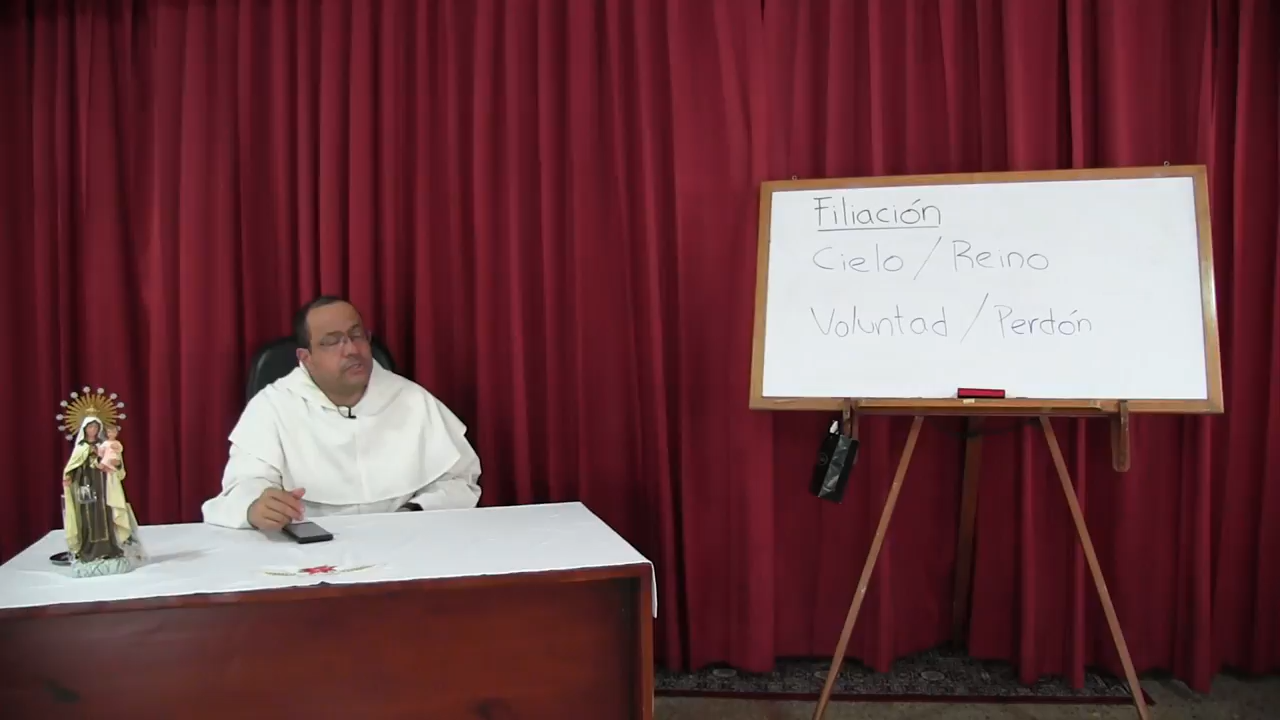 Filiación
Cielo / Reino
Voluntad / Perdón